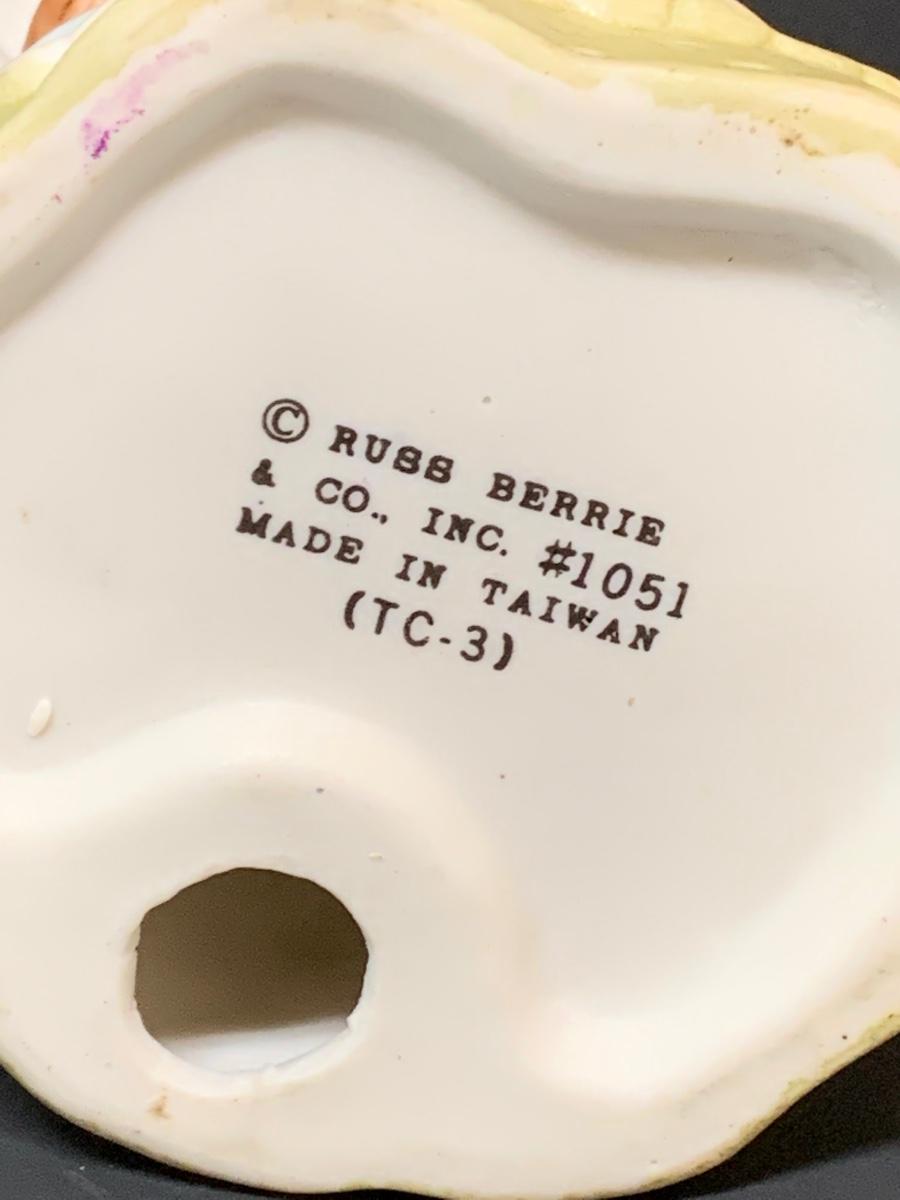 © RUSS BERRIE
& CO., INC. #1051
MADE IN TAIWAN
(TC-3)